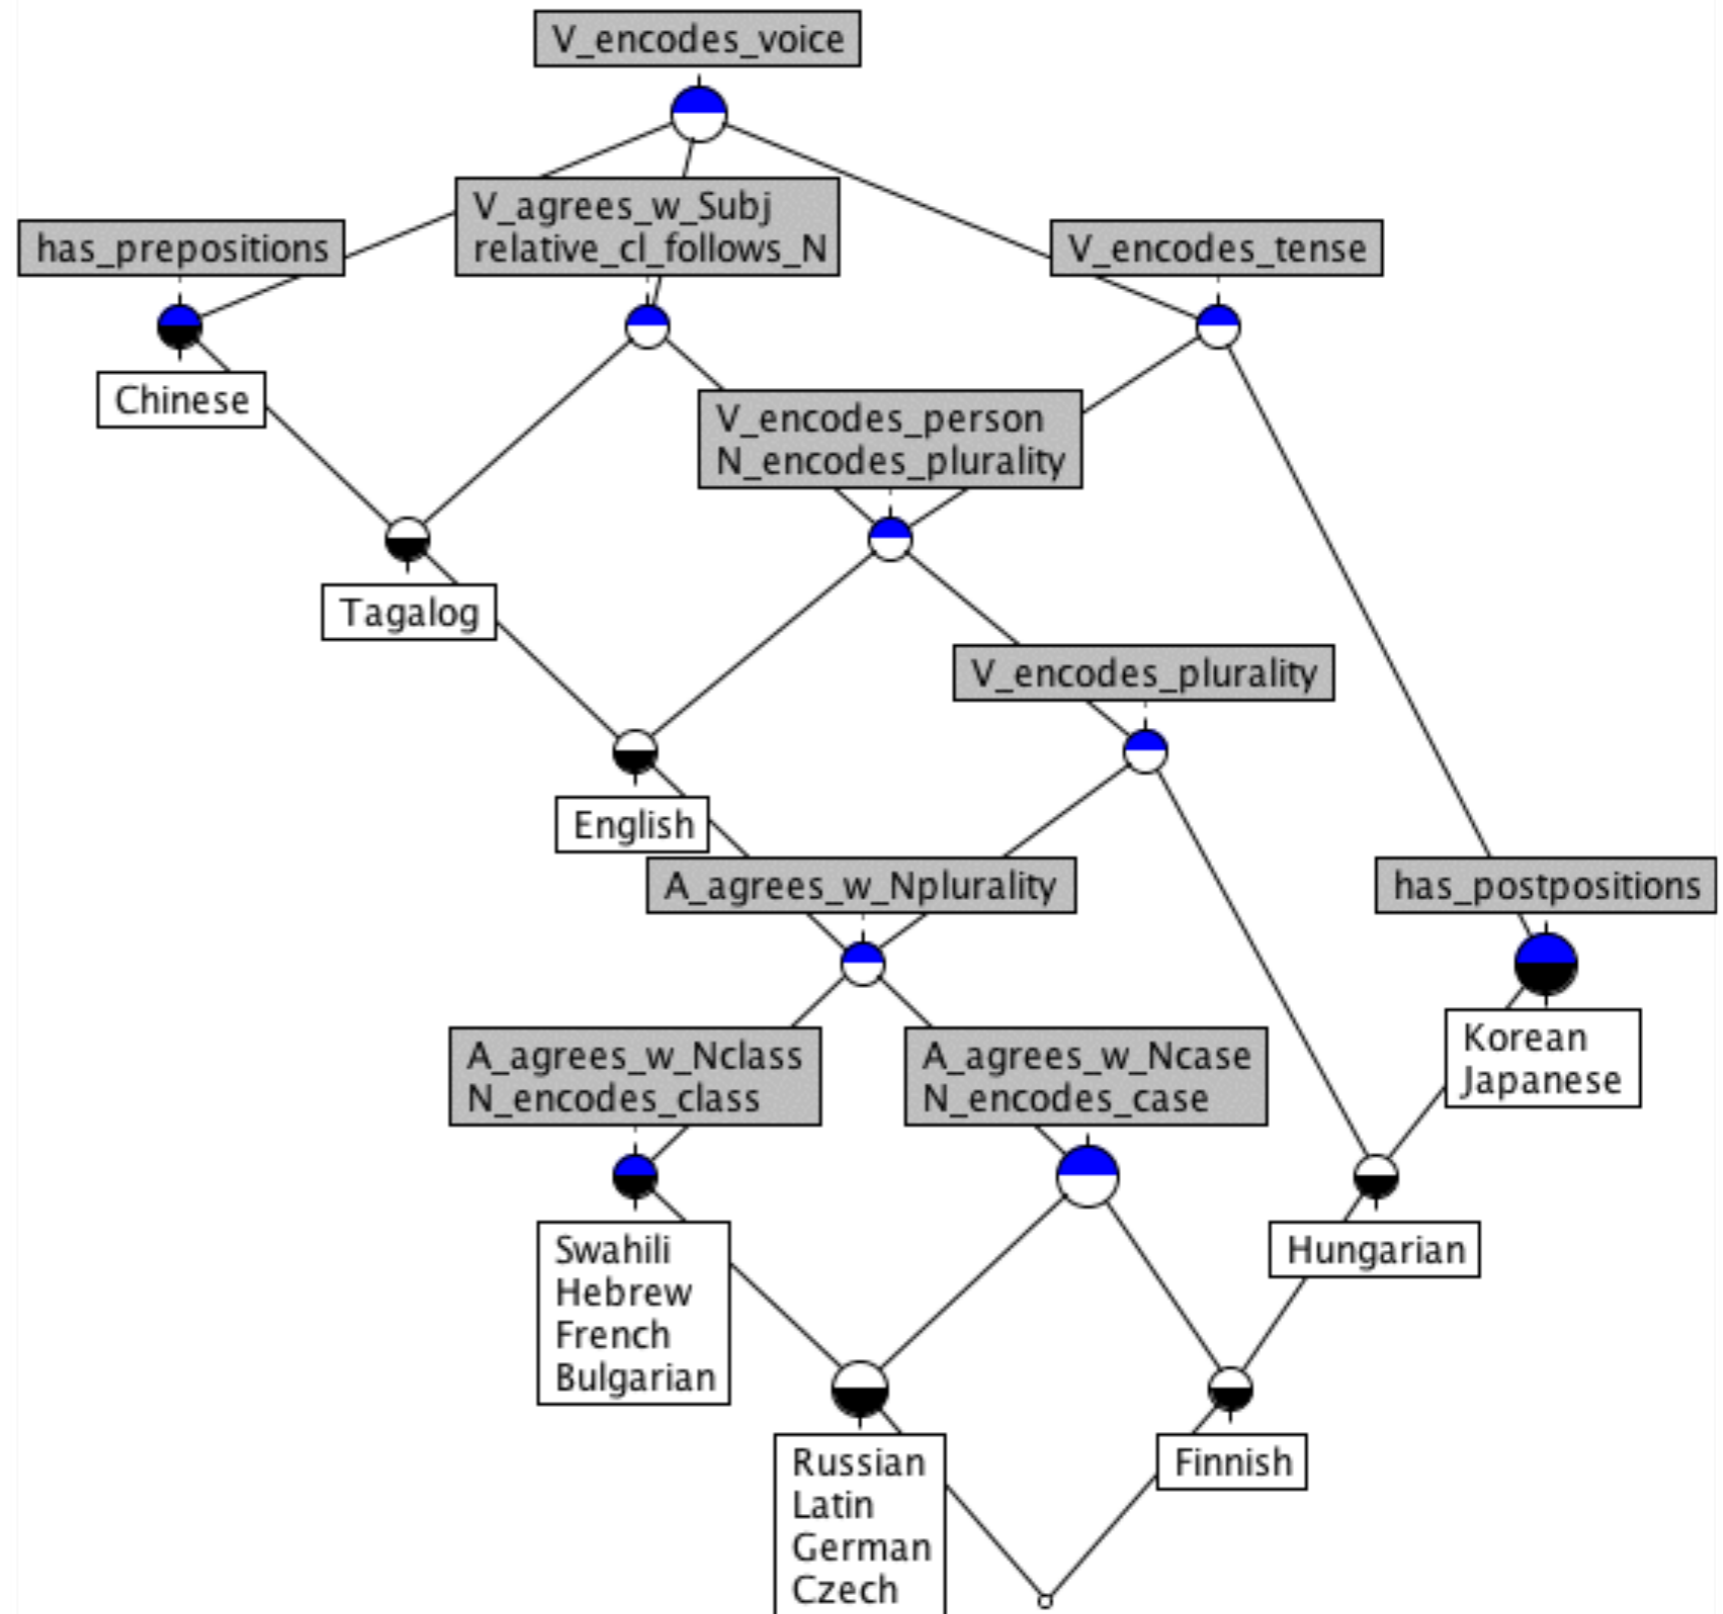 V_encodes_voice
V_agrees_w_Subj
relative_cl_follows_N
has_prepositions
V_encodes_tense
Chinese
V_encodes_person
N_encodes_plurality
Tagalog
V_encodes_plurality
English
A_agrees_w_Nplurality
has_postpositions
Korean
Japanese
A_agrees_w_Nclass
N_encodes_class
A_agrees_w_Ncase
N_encodes_case
Swahili
Hebrew
French
Bulgarian
Hungarian
Russian
Latin
German
Czech
Finnish